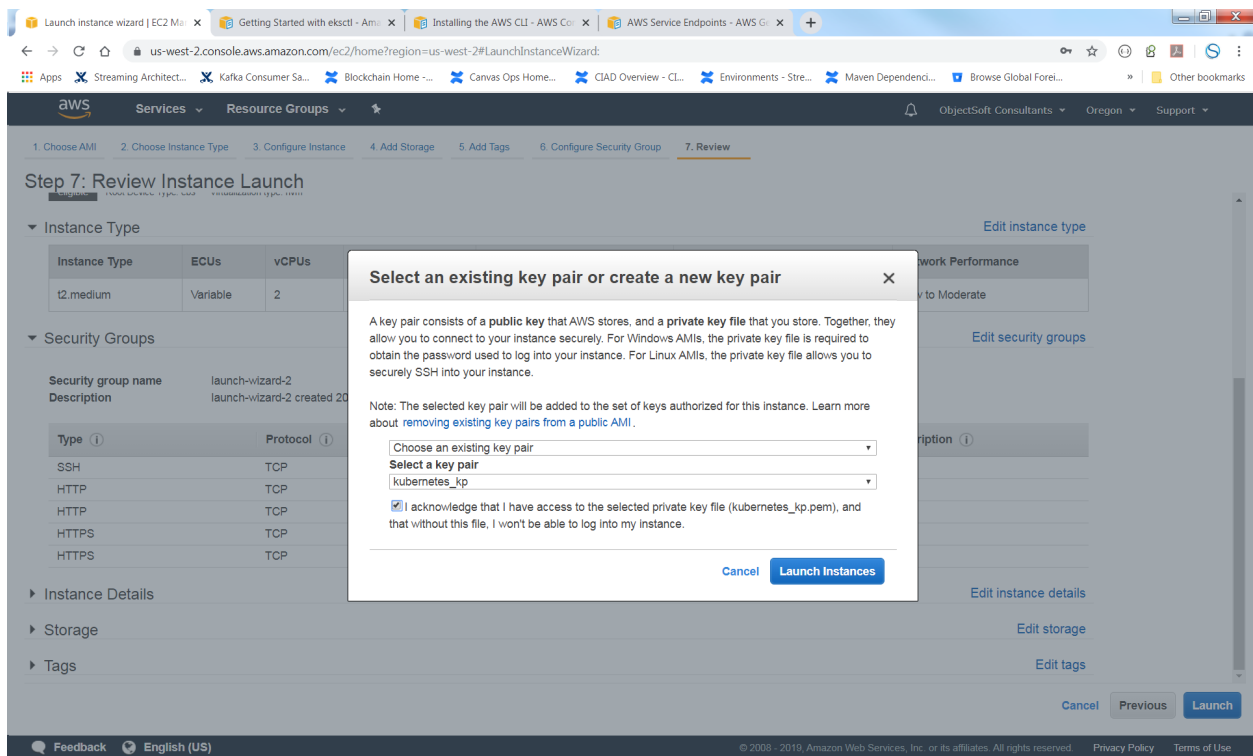 Launch instance wizard | EC2 Ma
Getting Started with eksctl - Ama
Installing the AWS CLI - AWS Co
AWS Service Endpoints - AWS G
us-west-2.console.aws.amazon.com/ec2/home?region=us-west-2#LaunchInstanceWizard:
Apps Streaming Architect... Kafka Consumer Sa... Blockchain Home -... Canvas Ops Home... CIAD Overview - CI... Environments - Stre... Maven Dependenci... Browse Global Forei... » Other bookmarks
aws Services Resource Groups ObjectSoft Consultants Oregon Support
1. Choose AMI 2. Choose Instance Type 3. Configure Instance 4. Add Storage 5. Add Tags 6. Configure Security Group 7. Review
Step 7: Review Instance Launch
Instance Type
Edit instance type
Instance Type ECUs vCPUs
work Performance
t2.medium Variable 2
to Moderate
Security Groups
Edit security groups
Security group name launch-wizard-2
Description launch-wizard-2 created 20
Type Protocol
ription
SSH TCP
HTTP TCP
HTTP TCP
HTTPS TCP
HTTPS TCP
Instance Details
Edit instance details
Storage
Edit storage
Tags
Edit tags
Select an existing key pair or create a new key pair
A key pair consists of a public key that AWS stores, and a private key file that you store. Together, they
allow you to connect to your instance securely. For Windows AMIs, the private key file is required to
obtain the password used to log into your instance. For Linux AMIs, the private key file allows you to
securely SSH into your instance.
Note: The selected key pair will be added to the set of keys authorized for this instance. Learn more
about removing existing key pairs from a public AMI.
Choose an existing key pair
Select a key pair
kubernetes_kp
I acknowledge that I have access to the selected private key file (kubernetes_kp.pem), and
that without this file, I won't be able to log into my instance.
Cancel Launch Instances
Cancel Previous Launch
Feedback English (US)
© 2008 - 2019, Amazon Web Services, Inc. or its affiliates. All rights reserved. Privacy Policy Terms of Use